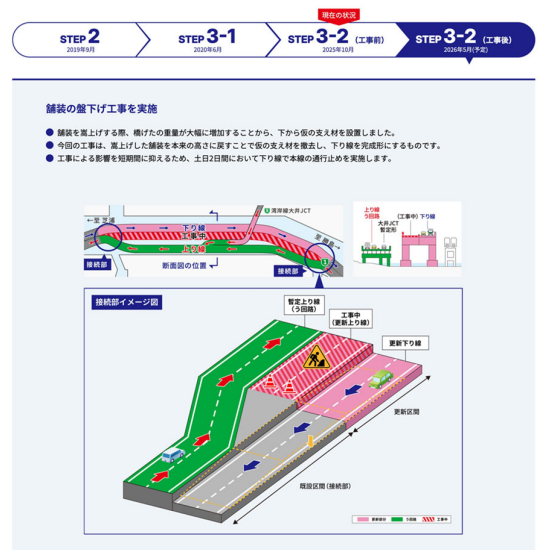 現在の状況
STEP 2
2019年9月
STEP 3-1
2020年6月
STEP 3-2 (工事前)
2025年10月
STEP 3-2 (工事後)
2026年5月(予定)
舗装の盤下げ工事を実施
● 舗装を嵩上げする際、橋げたの重量が大幅に増加することから、下から仮の支え材を設置しました。
● 今回の工事は、嵩上げした舗装を本来の高さに戻すことで仮の支え材を撤去し、下り線を完成形にするものです。
● 工事による影響を短期間に抑えるため、土日2日間において下り線で本線の通行止めを実施します。
←至 芝浦
下り線
工事中
上り線
湾岸線大井JCT
至 勝島→
接続部
断面図の位置
接続部
上り線
う回路
大井JCT
暫定形
(工事中) 下り線
接続部イメージ図
暫定上り線
(う回路)
工事中
(更新上り線)
更新下り線
更新区間
既設区間(接続部)
更新部分
う回路
工事中